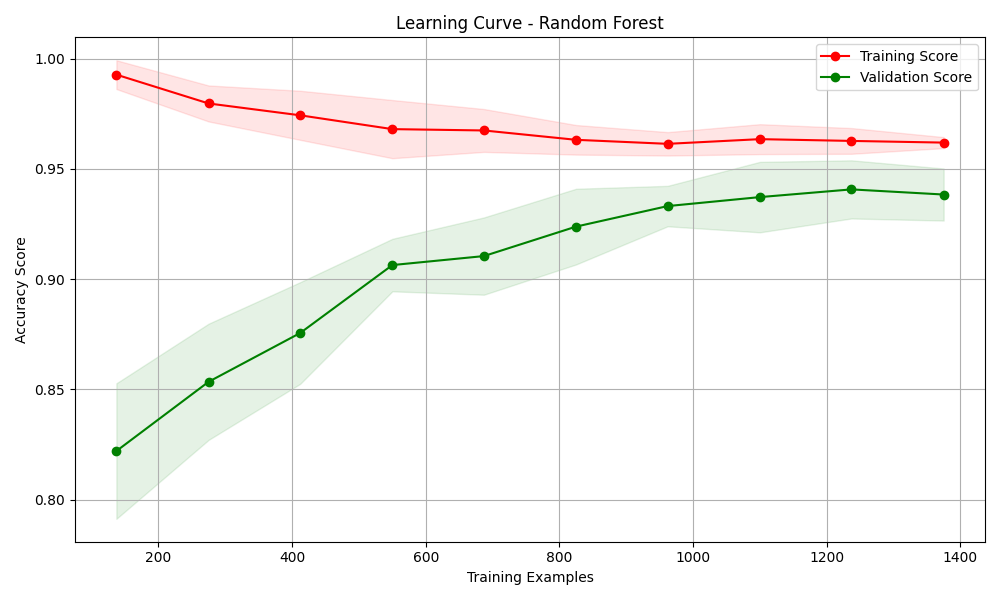 Learning Curve - Random Forest
Training Score
Validation Score
1.00
0.95
0.90
0.85
0.80
Accuracy Score
200
400
600
800
1000
1200
1400
Training Examples